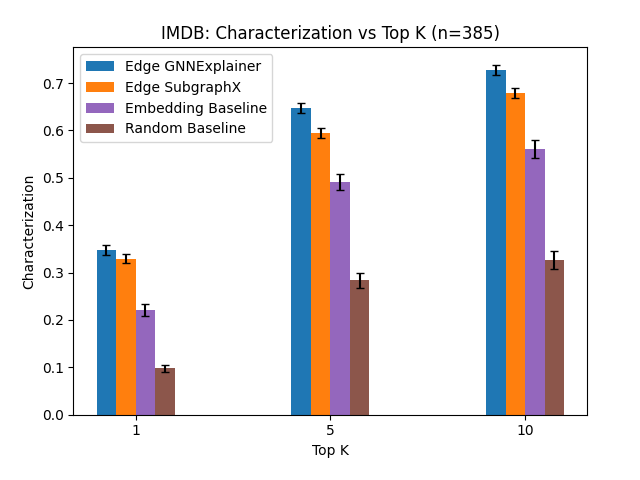 IMDB: Characterization vs Top K (n=385)
Edge GNNExplainer
Edge SubgraphX
Embedding Baseline
Random Baseline
Characterization
0.7
0.6
0.5
0.4
0.3
0.2
0.1
0.0
1
5
10
Top K